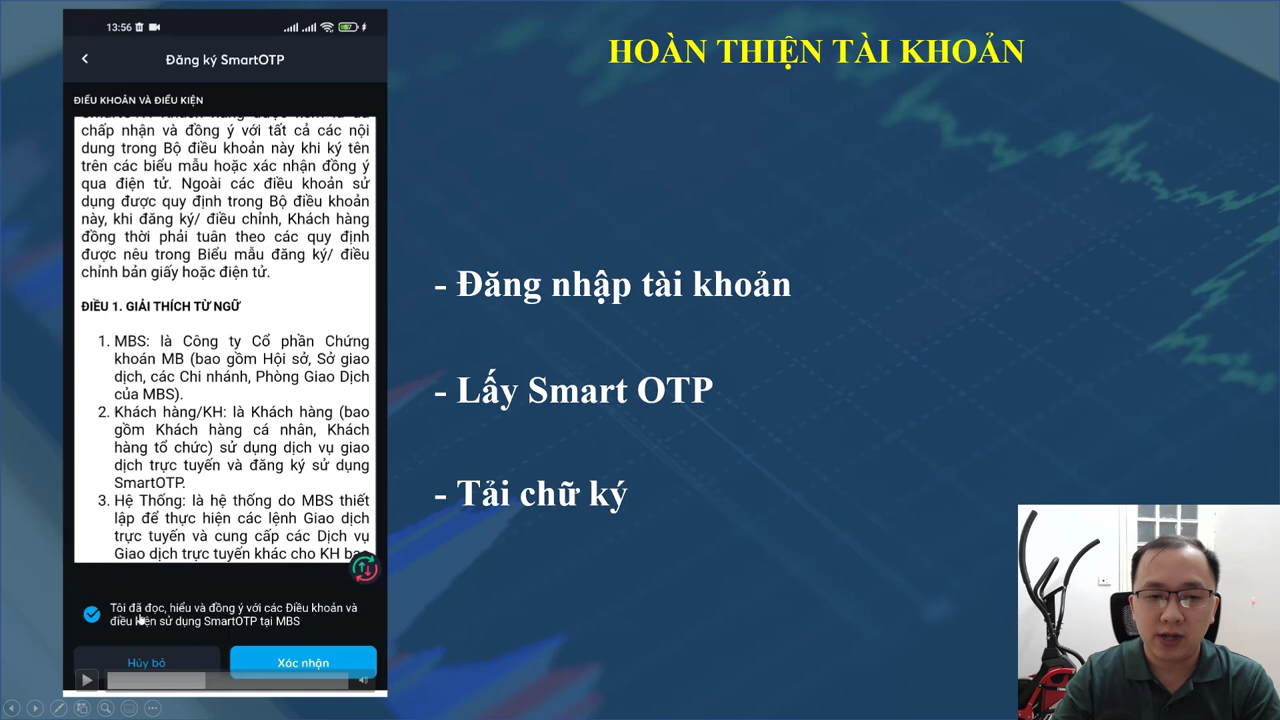 13:56
Đăng ký SmartOTP
ĐIỀU KHOẢN VÀ ĐIỀU KIỆN
chấp nhận và đồng ý với tất cả các nội
dung trong Bộ điều khoản này khi ký tên
trên các biểu mẫu hoặc xác nhận đồng ý
qua điện tử. Ngoài các điều khoản sử
dụng được quy định trong Bộ điều khoản
này, khi đăng ký/ điều chỉnh, Khách hàng
đồng thời phải tuân theo các quy định
được nêu trong Biểu mẫu đăng ký/ điều
chỉnh bản giấy hoặc điện tử.
ĐIỀU 1. GIẢI THÍCH TỪ NGỮ
1. MBS: là Công ty Cổ phần Chứng
khoán MB (bao gồm Hội sở, Sở giao
dịch, các Chi nhánh, Phòng Giao Dịch
của MBS).
2. Khách hàng/KH: là Khách hàng (bao
gồm Khách hàng cá nhân, Khách
hàng tổ chức) sử dụng dịch vụ giao
dịch trực tuyến và đăng ký sử dụng
SmartOTP.
3. Hệ Thống: là hệ thống do MBS thiết
lập để thực hiện các lệnh Giao dịch
trực tuyến và cung cấp các Dịch vụ
Giao dịch trực tuyến khác cho KH bao
Tôi đã đọc, hiểu và đồng ý với các Điều khoản và
điều kiện sử dụng SmartOTP tại MBS
Hủy bỏ
Xác nhận
HOÀN THIỆN TÀI KHOẢN
- Đăng nhập tài khoản
- Lấy Smart OTP
- Tải chữ ký